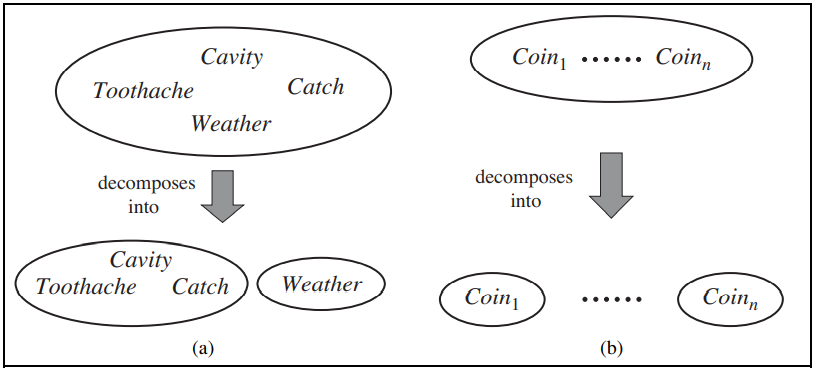 Cavity
Toothache Catch
Weather
decomposes
into
Cavity
Toothache Catch
Weather
(a)
Coin1 ...... Coinn
decomposes
into
Coin1 ...... Coinn
(b)